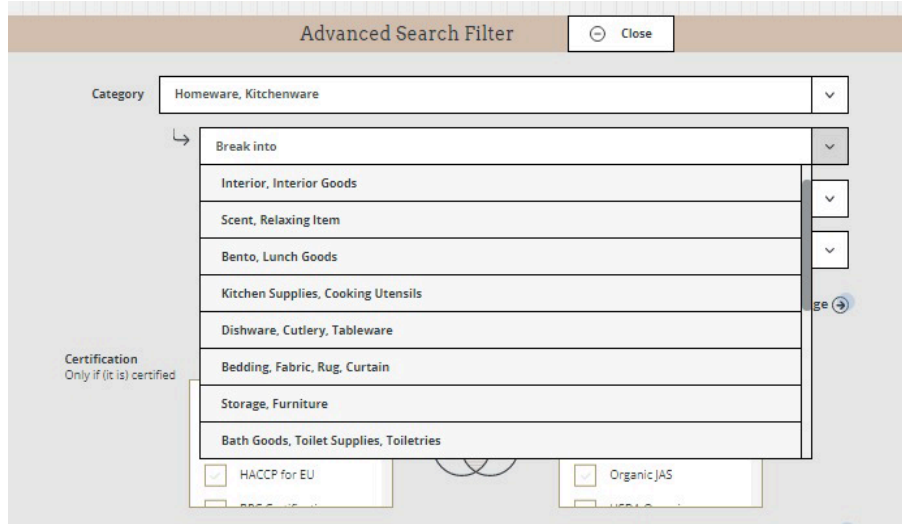 Advanced Search Filter
Close
Category
Homeware, Kitchenware
Break into
Interior, Interior Goods
Scent, Relaxing Item
Bento, Lunch Goods
Kitchen Supplies, Cooking Utensils
ge
Dishware, Cutlery, Tableware
Certification
Only if (it is) certified
Bedding, Fabric, Rug, Curtain
Storage, Furniture
Bath Goods, Toilet Supplies, Toiletries
HACCP for EU
Organic JAS